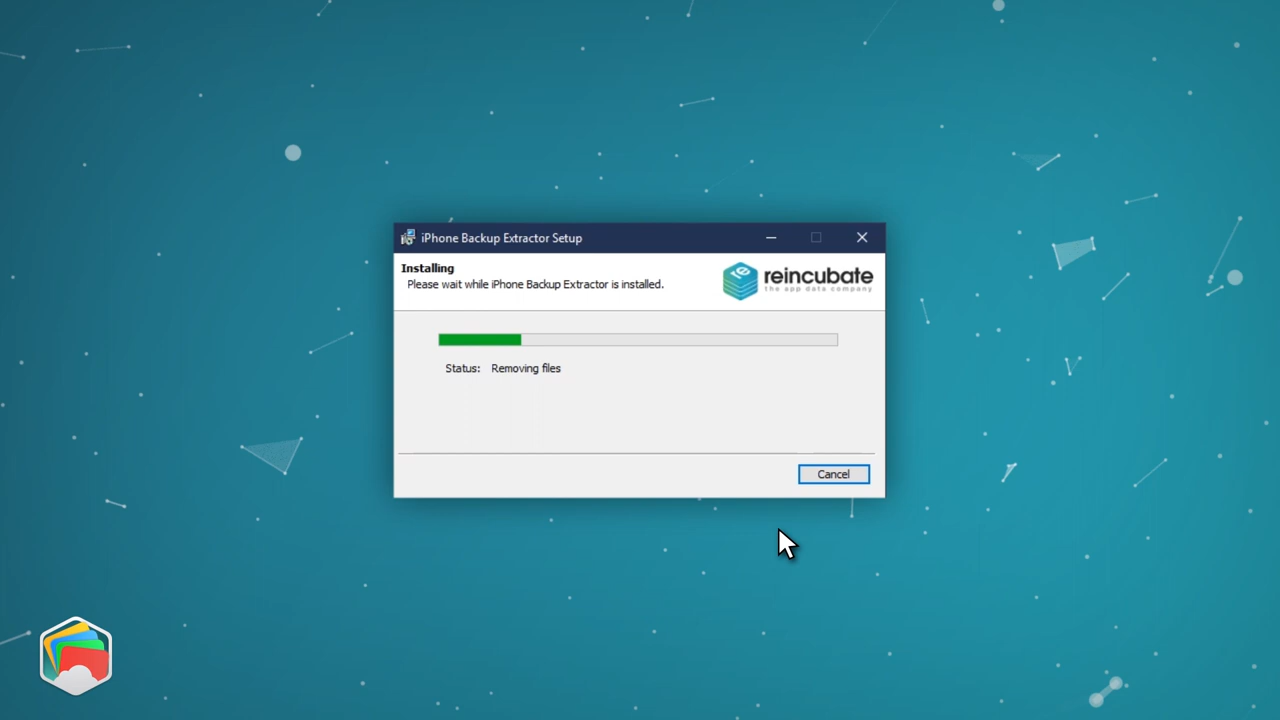 iPhone Backup Extractor Setup
Installing
Please wait while iPhone Backup Extractor is installed.
re
reincubate
the app data company
Status: Removing files
Cancel